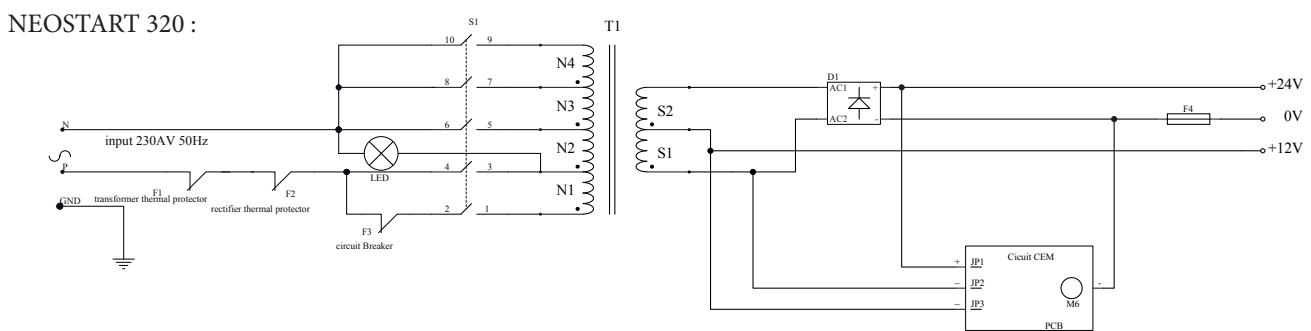 NEOSTART 320 :
S1
T1
10
9
N4
8
7
N3
6
5
N2
4
3
N1
2
1
N
input 230AV 50Hz
P
F1
transformer thermal protector
F2
rectifier thermal protector
GND
LED
F3
circuit Breaker
S2
S1
D1
AC1
+
AC2
-
+24V
F4
0V
+12V
Cicuit CEM
+
JP1
~
JP2
~
JP3
M6
-
PCB